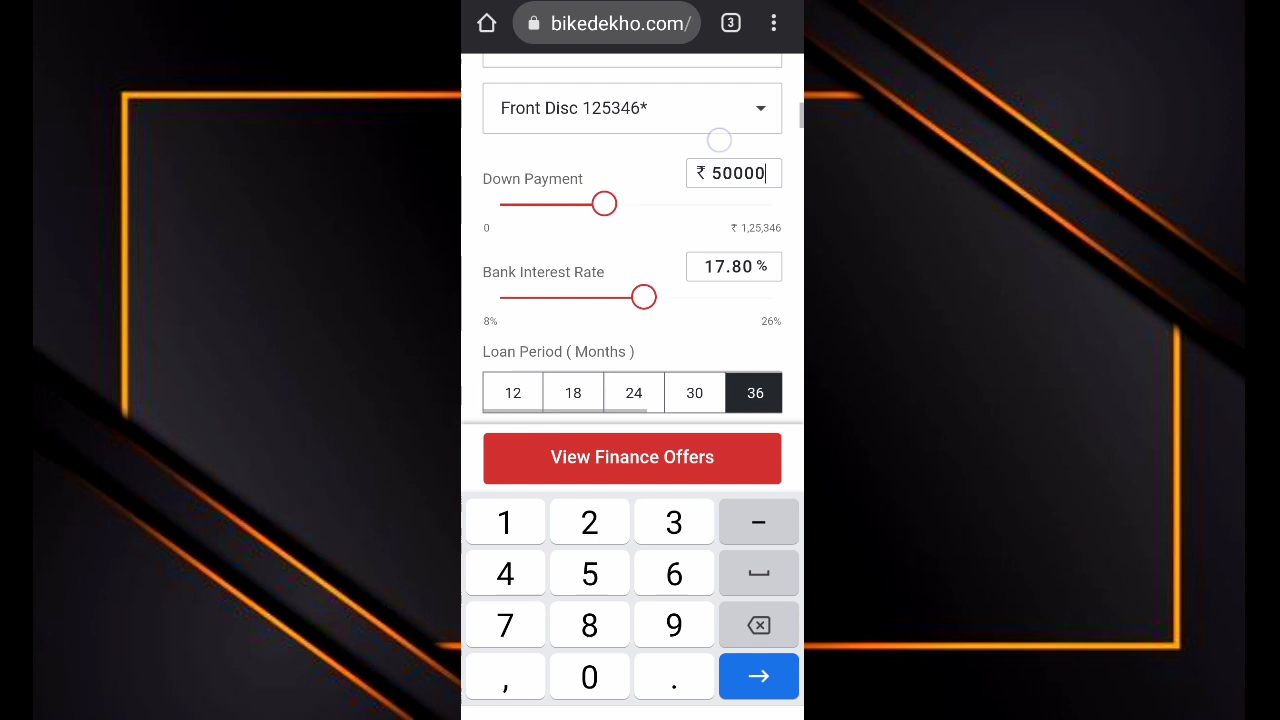 bikedekho.com/
3
Front Disc 125346*
Down Payment
₹ 50000
0
₹ 1,25,346
Bank Interest Rate
17.80 %
8%
26%
Loan Period ( Months )
12 18 24 30 36
View Finance Offers
1 2 3 −
4 5 6
7 8 9
, 0 .